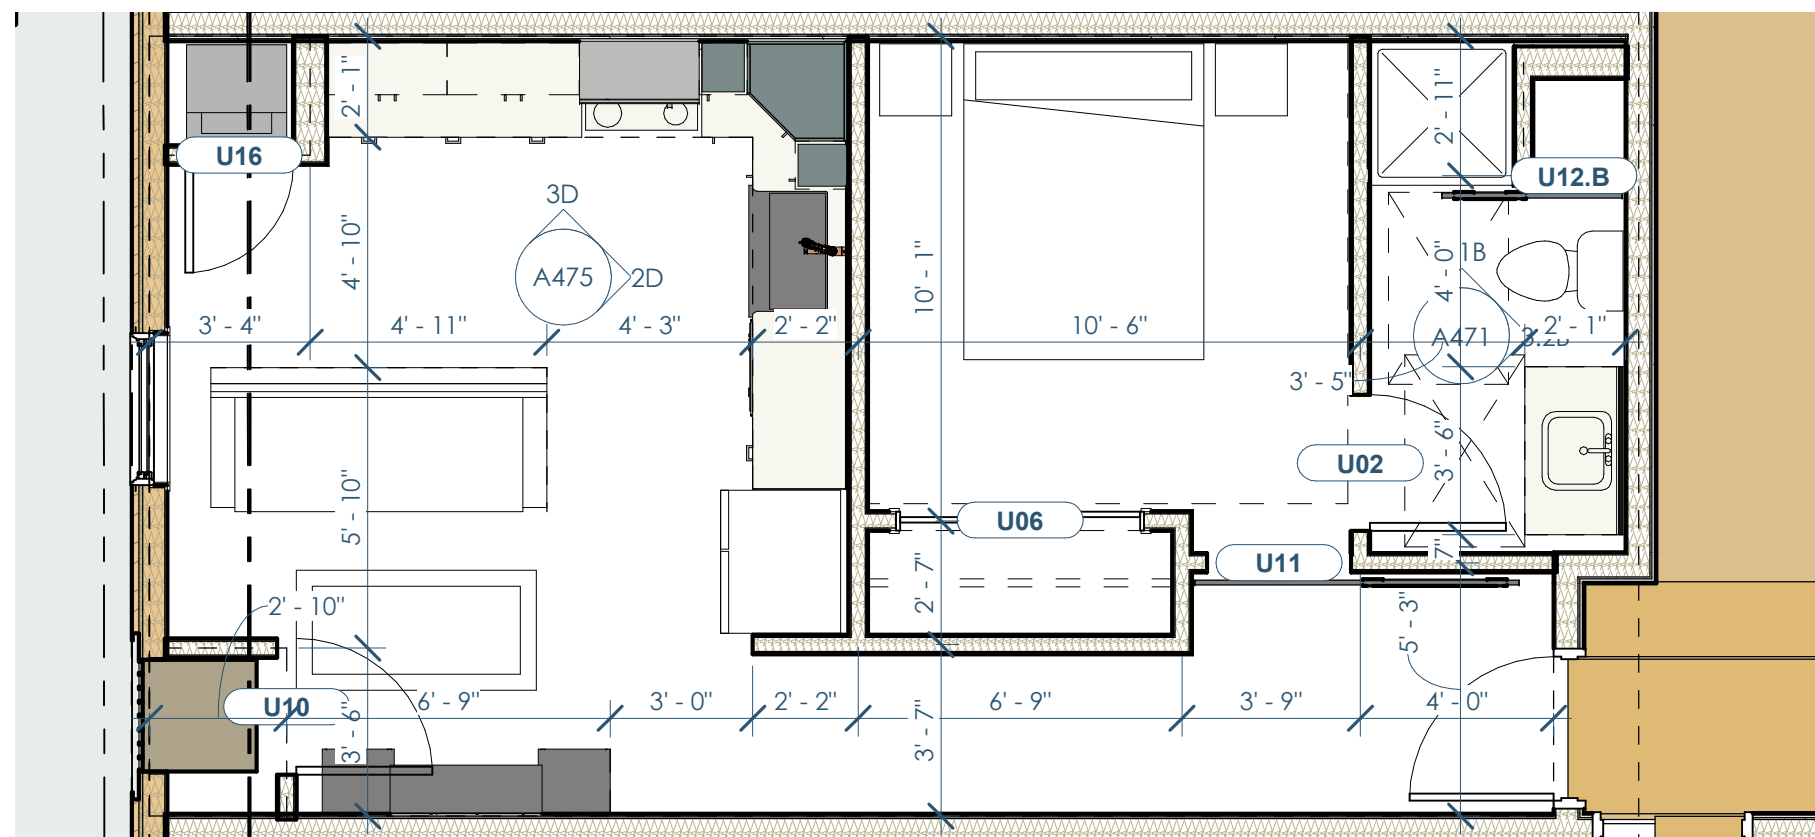 2' - 1"
2' - 11"
U16
U12.B
3D
A475
2D
4' - 10"
10' - 1"
4' - 0"
1B
3' - 4"
4' - 11"
4' - 3"
2' - 2"
10' - 6"
A471
3.2B
2' - 1"
3' - 5"
U02
3' - 6"
5' - 10"
U06
U11
7"
2' - 7"
5' - 3"
2' - 10"
U10
6' - 9"
3' - 0"
2' - 2"
6' - 9"
3' - 9"
4' - 0"
3' - 6"
3' - 7"